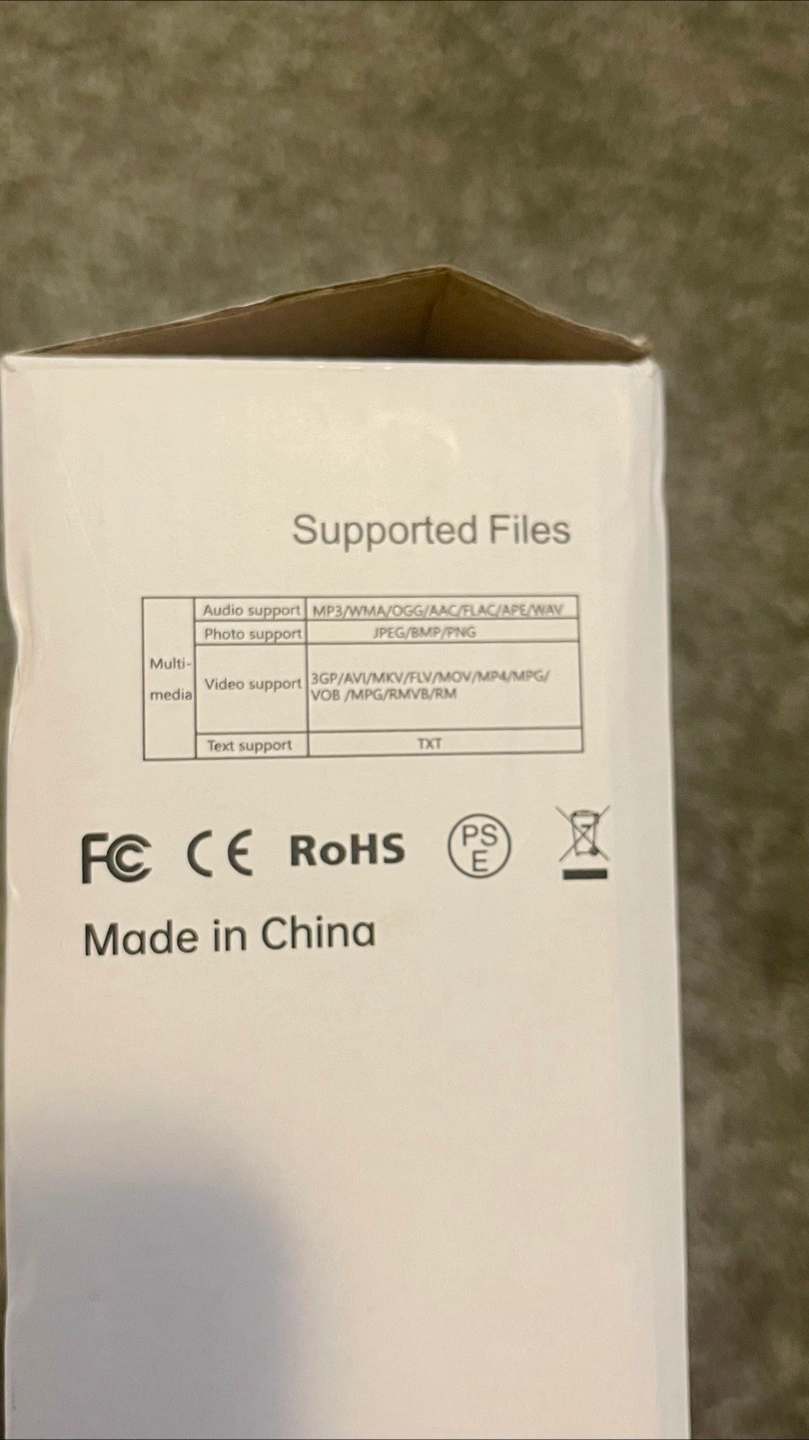 Supported Files
Multi-
media
Audio support MP3/WMA/OGG/AAC/FLAC/APE/WAV
Photo support JPEG/BMP/PNG
Video support 3GP/AVI/MKV/FLV/MOV/MP4/MPG/
VOB /MPG/RMVB/RM
Text support TXT
FC CE RoHS PS
E
Made in China